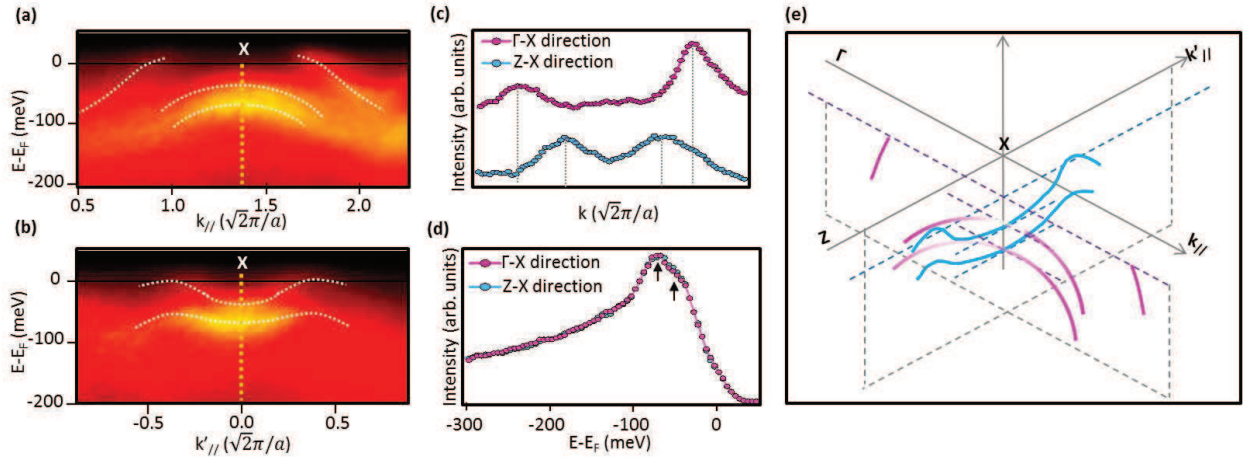 (a)
X
0
-100
-200
E-E_F (meV)
0.5
1.0
1.5
2.0
k_// (√2π/a)
(b)
X
0
-100
-200
E-E_F (meV)
-0.5
0.0
0.5
k'_// (√2π/a)
(c)
Γ-X direction
Z-X direction
Intensity (arb. units)
k (√2π/a)
(d)
Γ-X direction
Z-X direction
Intensity (arb. units)
-300
-200
-100
0
E-E_F (meV)
(e)
Γ
k'_//
X
Z
k_//